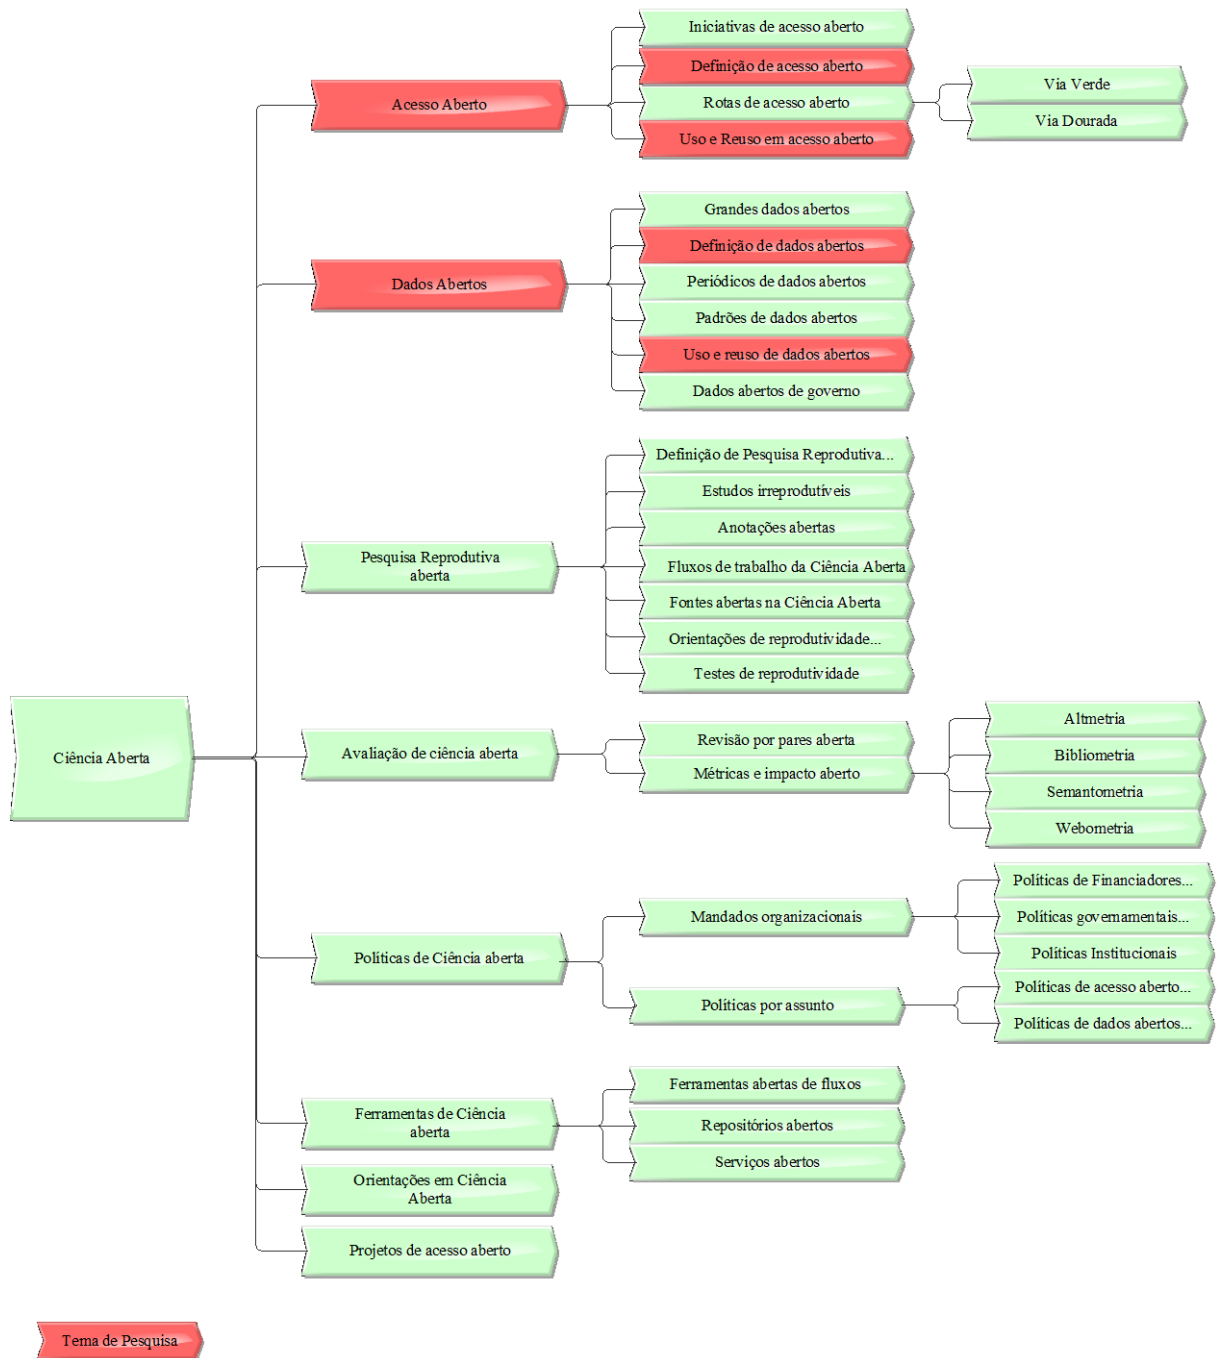 Ciência Aberta
Acesso Aberto
Iniciativas de acesso aberto
Definição de acesso aberto
Rotas de acesso aberto
Via Verde
Via Dourada
Uso e Reuso em acesso aberto
Dados Abertos
Grandes dados abertos
Definição de dados abertos
Periódicos de dados abertos
Padrões de dados abertos
Uso e reuso de dados abertos
Dados abertos de governo
Pesquisa Reprodutiva
aberta
Definição de Pesquisa Reprodutiva...
Estudos irreprodutíveis
Anotações abertas
Fluxos de trabalho da Ciência Aberta
Fontes abertas na Ciência Aberta
Orientações de reprodutividade...
Testes de reprodutividade
Avaliação de ciência aberta
Revisão por pares aberta
Métricas e impacto aberto
Altmetria
Bibliometria
Semantometria
Webometria
Políticas de Ciência aberta
Mandados organizacionais
Políticas de Financiadores...
Políticas governamentais...
Políticas Institucionais
Políticas por assunto
Políticas de acesso aberto...
Políticas de dados abertos...
Ferramentas de Ciência
aberta
Ferramentas abertas de fluxos
Repositórios abertos
Serviços abertos
Orientações em Ciência
Aberta
Projetos de acesso aberto
Tema de Pesquisa